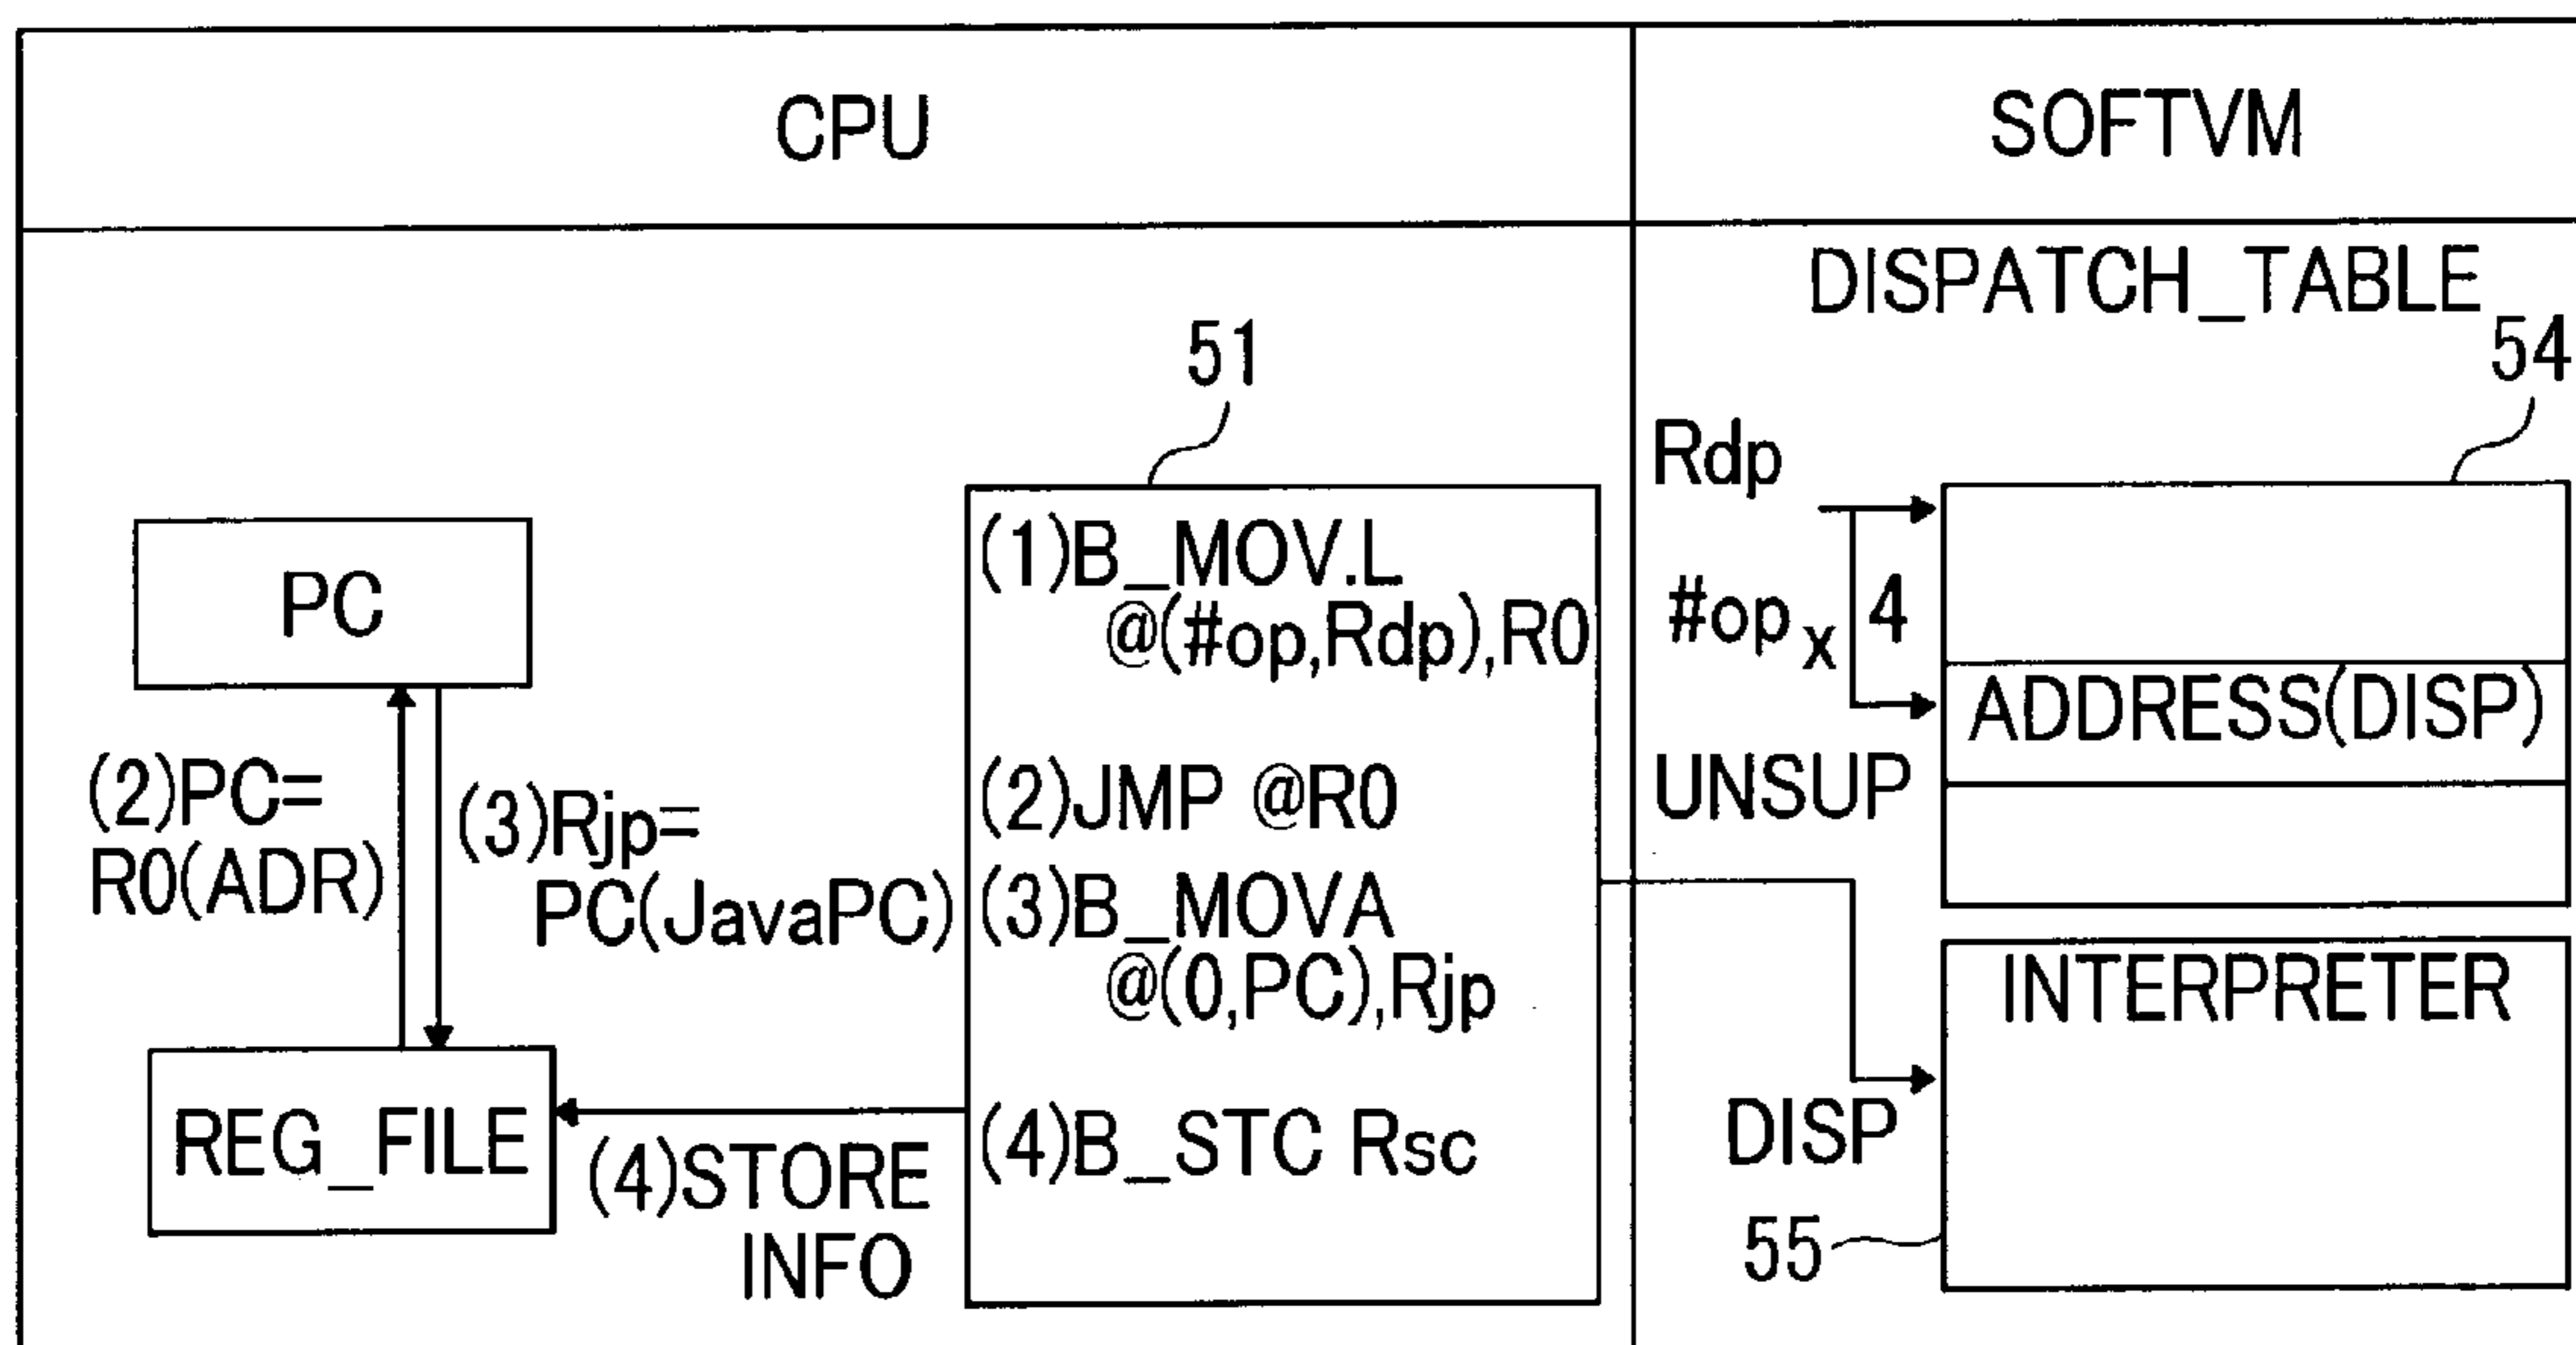 CPU
SOFTVM
DISPATCH_TABLE
51
54
Rdp
#op x 4
ADDRESS(DISP)
UNSUP
PC
(2)PC=
R0(ADR)
(3)Rjp=
PC(JavaPC)
REG_FILE
(4)STORE
INFO
(1)B_MOV.L
@(#op,Rdp),R0
(2)JMP @R0
(3)B_MOVA
@(0,PC),Rjp
(4)B_STC Rsc
INTERPRETER
DISP
55